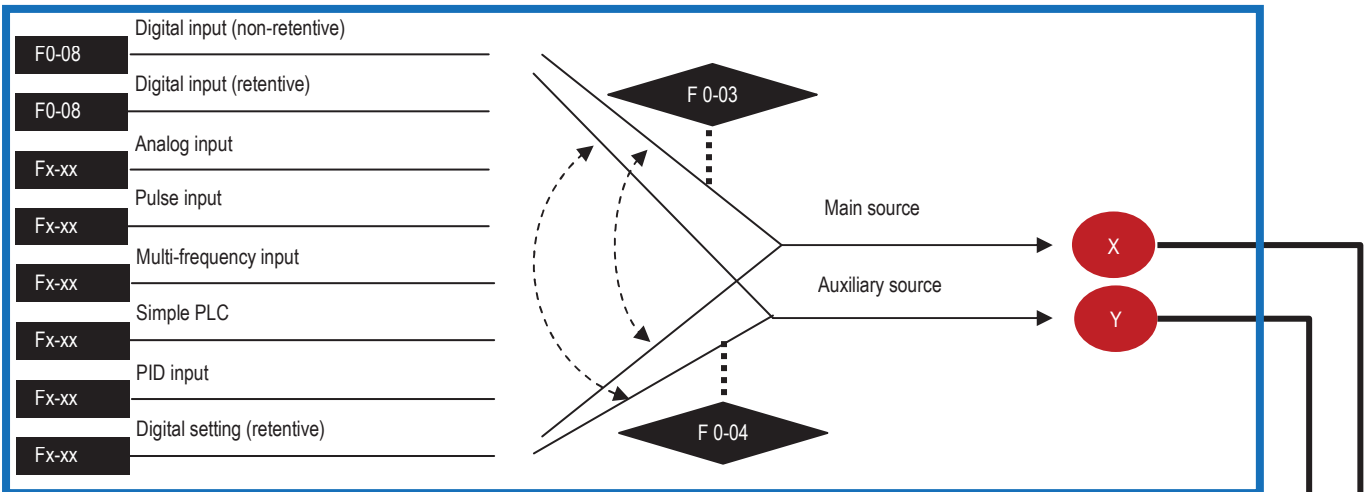 Digital input (non-retentive)
F0-08
Digital input (retentive)
F0-08
Analog input
Fx-xx
Pulse input
Fx-xx
Multi-frequency input
Fx-xx
Simple PLC
Fx-xx
PID input
Fx-xx
Digital setting (retentive)
Fx-xx
F 0-03
Main source
X
Auxiliary source
Y
F 0-04